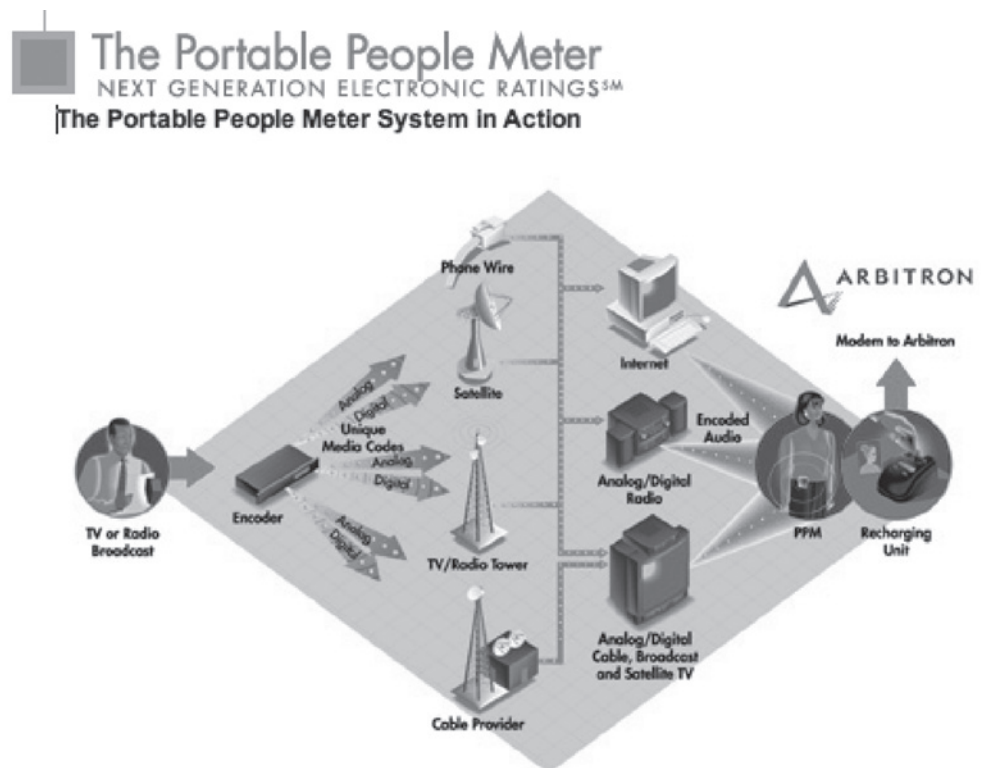 The Portable People Meter
NEXT GENERATION ELECTRONIC RATINGS℠
The Portable People Meter System in Action
Phone Wire
ARBITRON
Modem to Arbitron
Internet
Satellite
Analog
Digital
Unique
Media Codes
Analog
Digital
Analog
Digital
Encoded
Audio
Analog/Digital
Radio
Encoder
TV or Radio
Broadcast
PPM
Recharging
Unit
TV/Radio Tower
Analog/Digital
Cable, Broadcast
and Satellite TV
Cable Provider